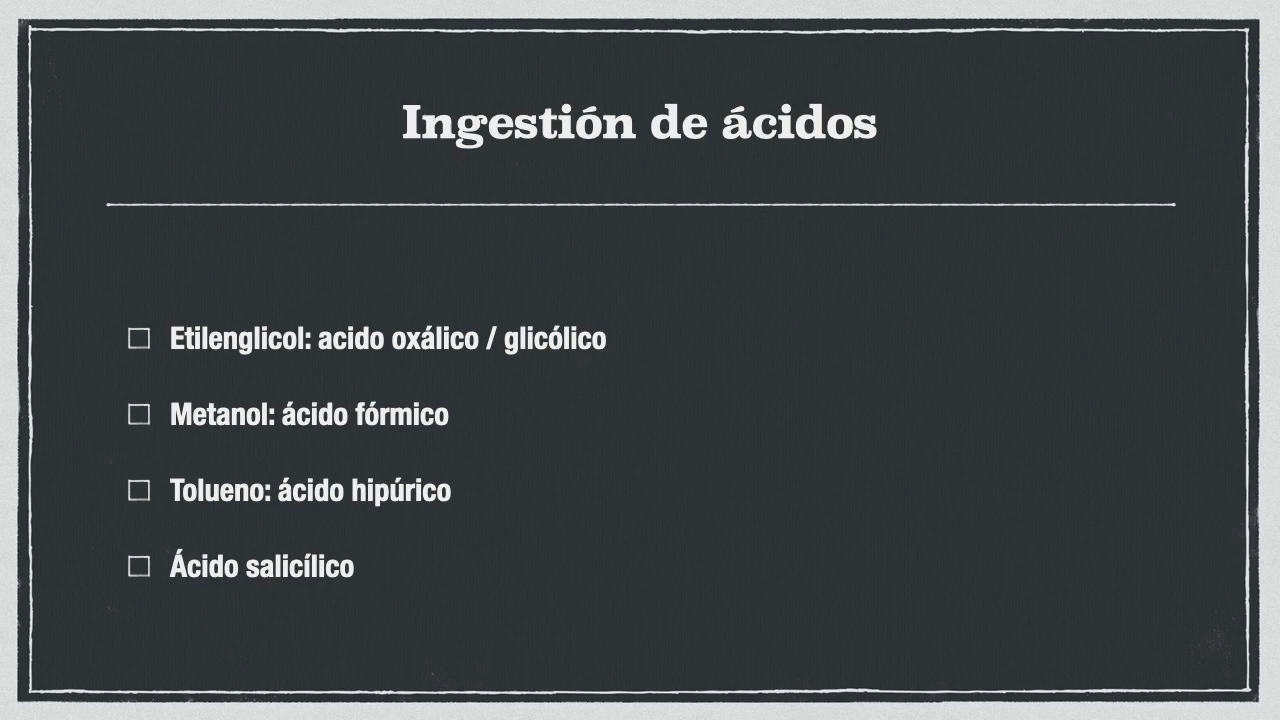 Ingestión de ácidos
Etilenglicol: acido oxálico / glicólico
Metanol: ácido fórmico
Tolueno: ácido hipúrico
Ácido salicílico